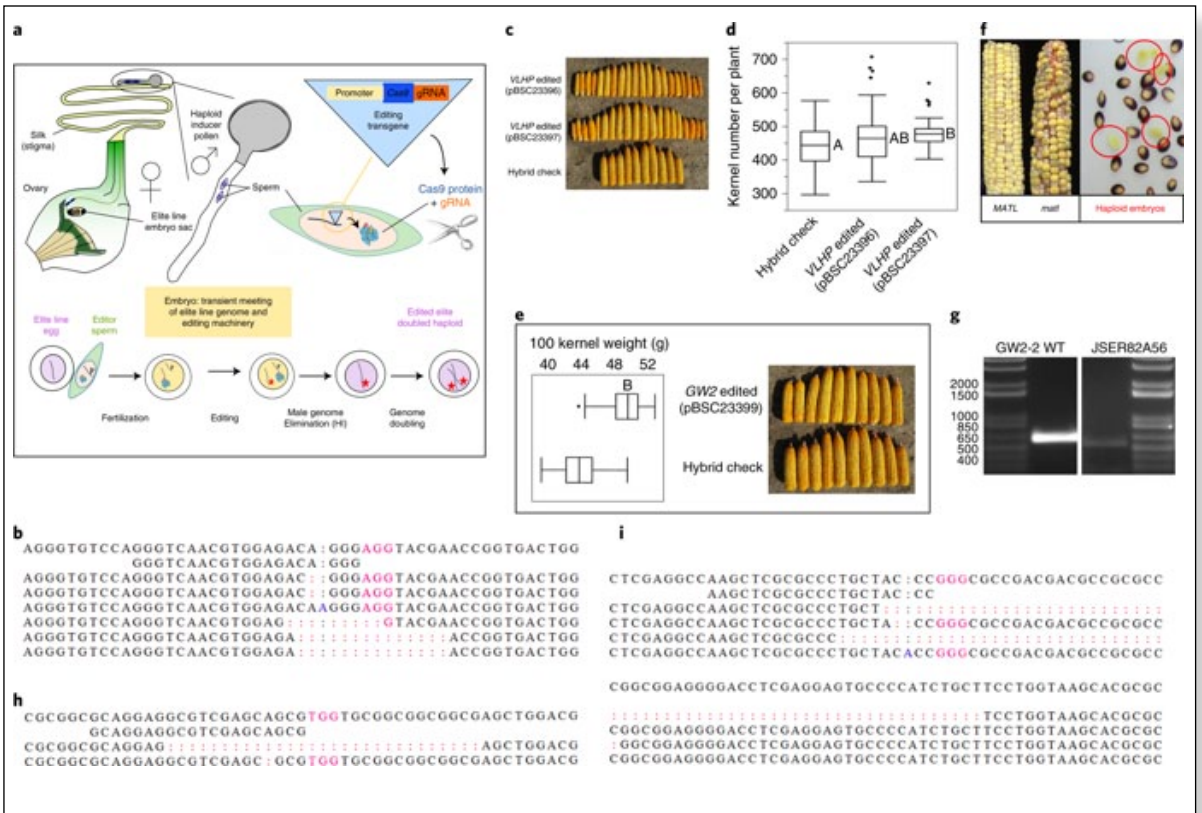 a
Silk
(stigma)
Haploid
inducer
pollen
Ovary
Sperm
Elite line
embryo sac
Promoter Cas9 gRNA
Editing
transgene
Cas9 protein
+ gRNA
Embryo: transient meeting
of elite line genome and
editing machinery
Elite line
egg
Editor
sperm
Edited elite
doubled haploid
Fertilization
Editing
Male genome
Elimination (HI)
Genome
doubling
c
VLHP edited
(pBSC23396)
VLHP edited
(pBSC23397)
Hybrid check
d
Kernel number per plant
700
600
500
400
300
A
AB
B
Hybrid check
VLHP edited
(pBSC23396)
VLHP edited
(pBSC23397)
f
MATL
matl
Haploid embryos
e
100 kernel weight (g)
40 44 48 52
B
GW2 edited
(pBSC23399)
Hybrid check
g
GW2-2 WT
JSER82A56
2000
1500
1000
850
650
500
400
b
AGGGTGTCCAGGGTCAACGTGGAGACA:GGGAGGTACGAACCGGTGACTGG
GGGTCAACGTGGAGACA:GGG
AGGGTGTCCAGGGTCAACGTGGAGAC::GGGAGGTACGAACCGGTGACTGG
AGGGTGTCCAGGGTCAACGTGGAGAC::GGGAGGTACGAACCGGTGACTGG
AGGGTGTCCAGGGTCAACGTGGAGACAAGGGAGGTACGAACCGGTGACTGG
AGGGTGTCCAGGGTCAACGTGGAG::::::::GTACGAACCGGTGACTGG
AGGGTGTCCAGGGTCAACGTGGAGA::::::::::::::ACCGGTGACTGG
AGGGTGTCCAGGGTCAACGTGGAGA::::::::::::::ACCGGTGACTGG
h
CGCGGCGCAGGAGGCGTCGAGCAGCGTGGTGCGGCGGCGGCGAGCTGGACG
GCAGGAGGCGTCGAGCAGCG
CGCGGCGCAGGAG:::::::::::::::::::::::::::::AGCTGGACG
CGCGGCGCAGGAGGCGTCGAGC:GCGTGGTGCGGCGGCGGCGAGCTGGACG
i
CTCGAGGCCAAGCTCGCGCCCTGCTAC:CCGGGCGCCGACGACGCCGCGCC
AAGCTCGCGCCCTGCTAC:CC
CTCGAGGCCAAGCTCGCGCCCTGCT::::::::::::::::::::::::::
CTCGAGGCCAAGCTCGCGCCCTGCTA::CCGGGCGCCGACGACGCCGCGCC
CTCGAGGCCAAGCTCGCGCCC::::::::::::::::::::::::::::::
CTCGAGGCCAAGCTCGCGCCCTGCTACACCGGGCGCCGACGACGCCGCGCC
CGGCGGAGGGGACCTCGAGGAGTGCCCCATCTGCTTCCTGGTAAGCACGCGC
::::::::::::::::::::::::::::::::::TCCTGGTAAGCACGCGC
CGGCGGAGGGGACCTCGAGGAGTGCCCCATCTGCTTCCTGGTAAGCACGCGC
:GGCGGAGGGGACCTCGAGGAGTGCCCCATCTGCTTCCTGGTAAGCACGCGC
CGGCGGAGGGGACCTCGAGGAGTGCCCCATCTGCTTCCTGGTAAGCACGCGC